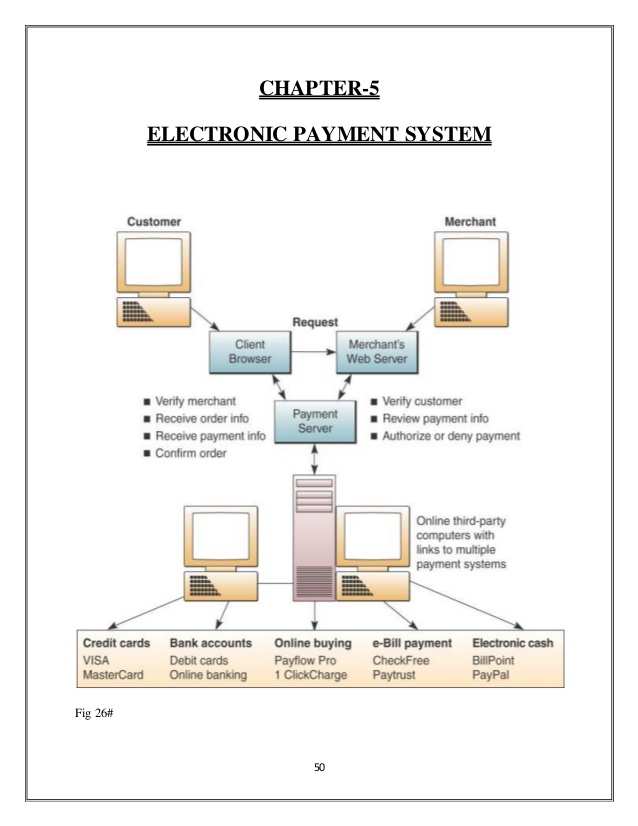 CHAPTER-5
ELECTRONIC PAYMENT SYSTEM
Customer
Merchant
Request
Client
Browser
Merchant's
Web Server
■ Verify merchant
■ Receive order info
■ Receive payment info
■ Confirm order
Payment
Server
■ Verify customer
■ Review payment info
■ Authorize or deny payment
Online third-party
computers with
links to multiple
payment systems
Credit cards
VISA
MasterCard
Bank accounts
Debit cards
Online banking
Online buying
Payflow Pro
1 ClickCharge
e-Bill payment
CheckFree
Paytrust
Electronic cash
BillPoint
PayPal
Fig 26#
50